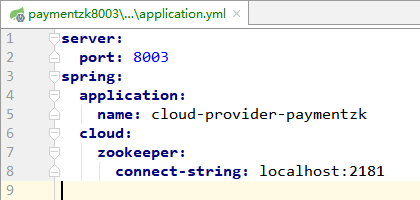 paymentzk8003\...\application.yml
1 server:
2   port: 8003
3 spring:
4   application:
5     name: cloud-provider-paymentzk
6   cloud:
7     zookeeper:
8       connect-string: localhost:2181
9